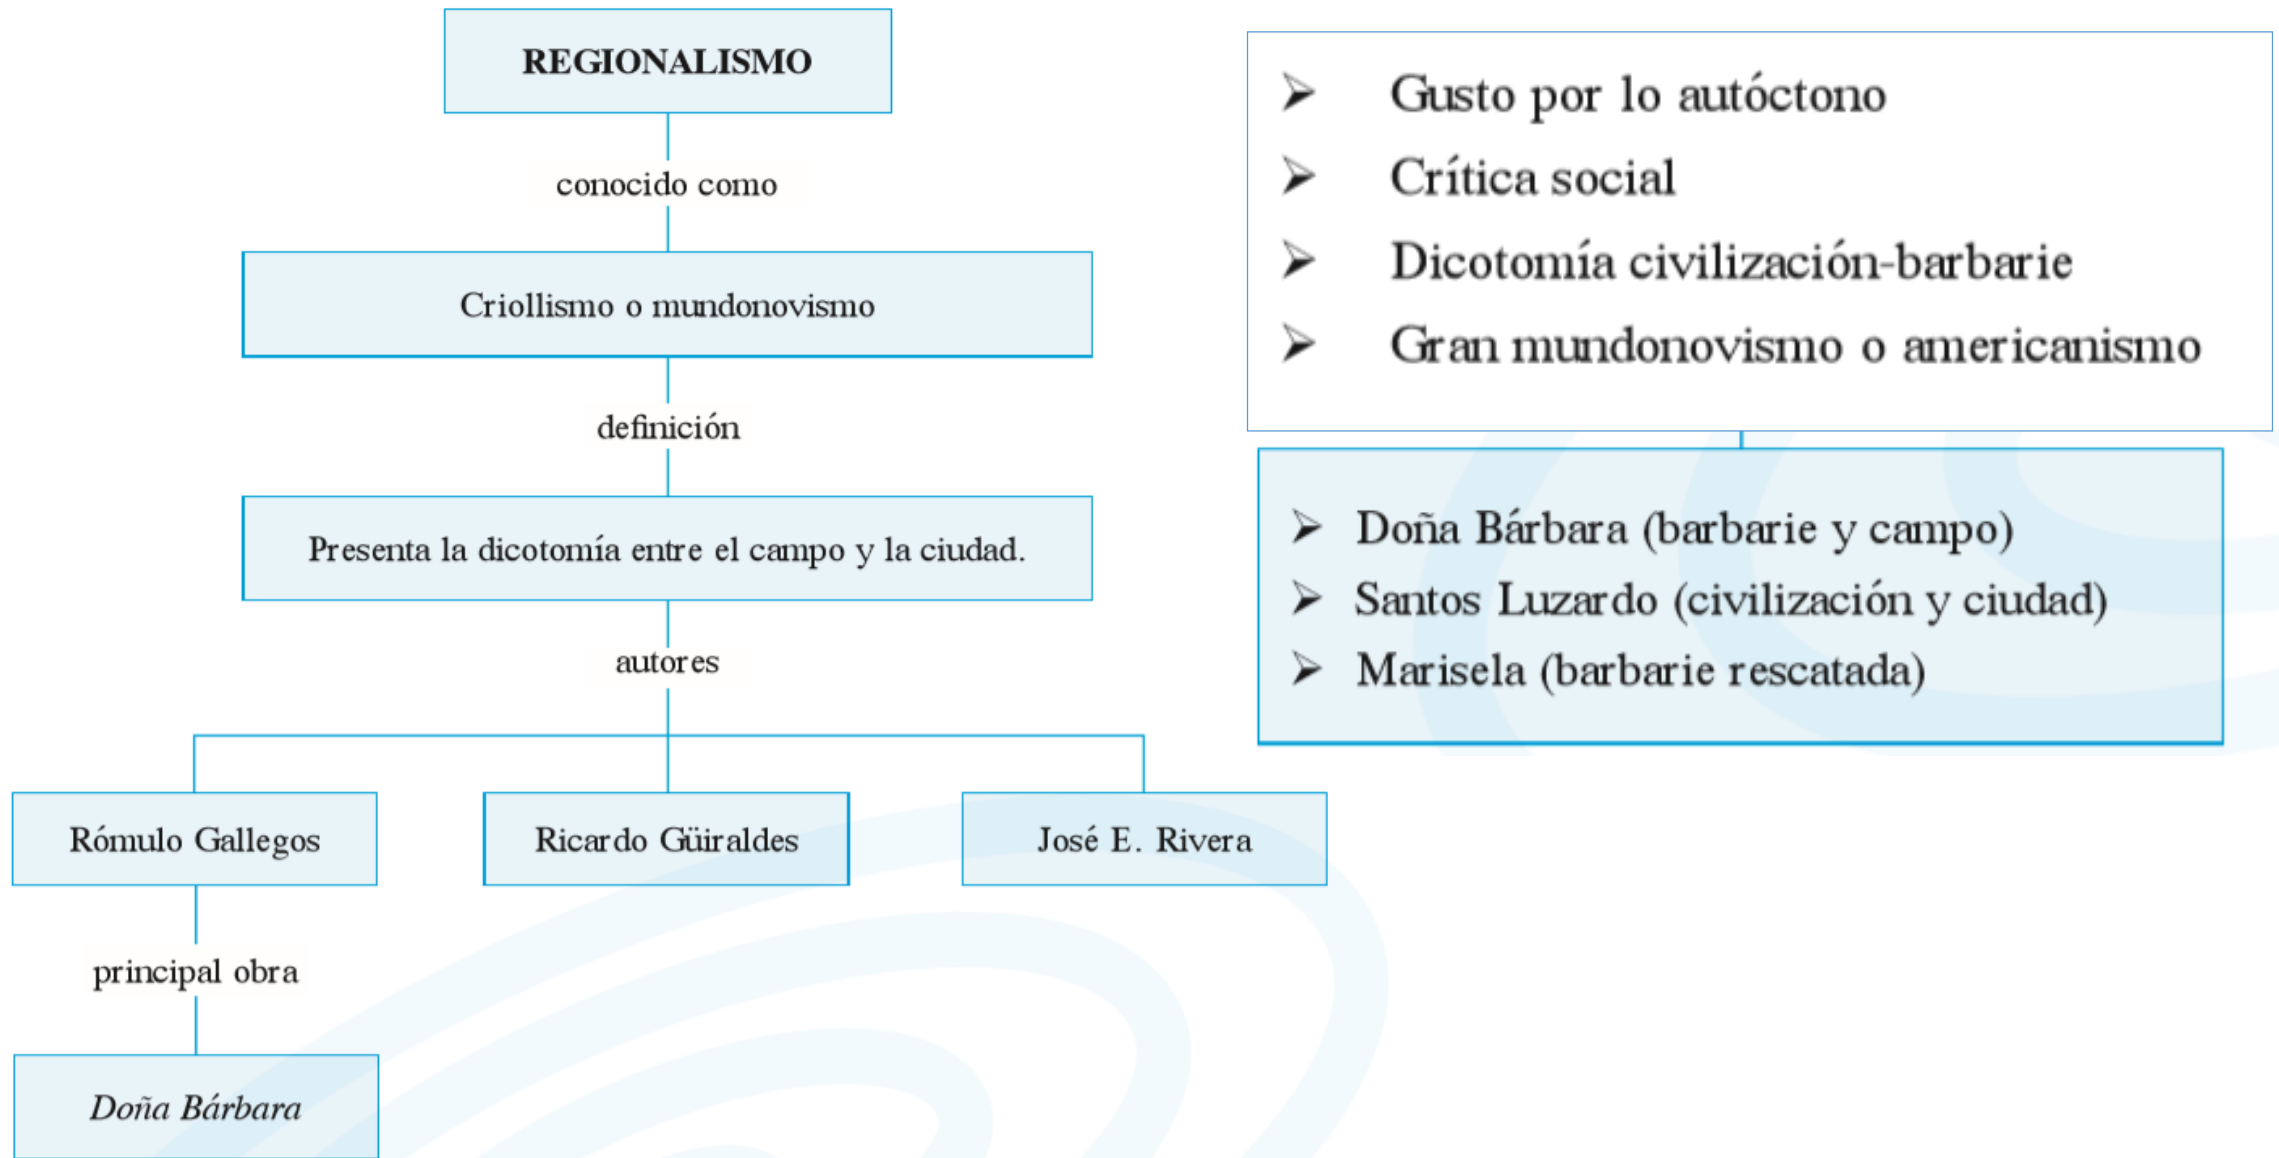 REGIONALISMO
conocido como
Criollismo o mundonovismo
definición
Presenta la dicotomía entre el campo y la ciudad.
autores
Rómulo Gallegos
Ricardo Güiraldes
José E. Rivera
principal obra
Doña Bárbara
➢ Gusto por lo autóctono
➢ Crítica social
➢ Dicotomía civilización-barbarie
➢ Gran mundonovismo o americanismo
➢ Doña Bárbara (barbarie y campo)
➢ Santos Luzardo (civilización y ciudad)
➢ Marisela (barbarie rescatada)